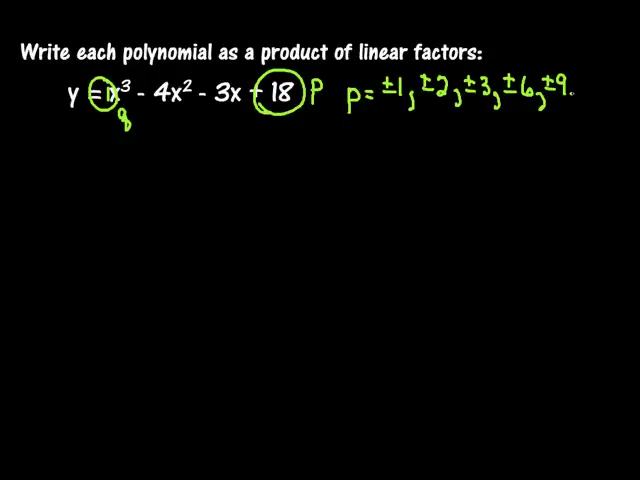 Write each polynomial as a product of linear factors:
y = 1x³ - 4x² - 3x + 18 p p = ±1, ±2, ±3, ±6, ±9,
q